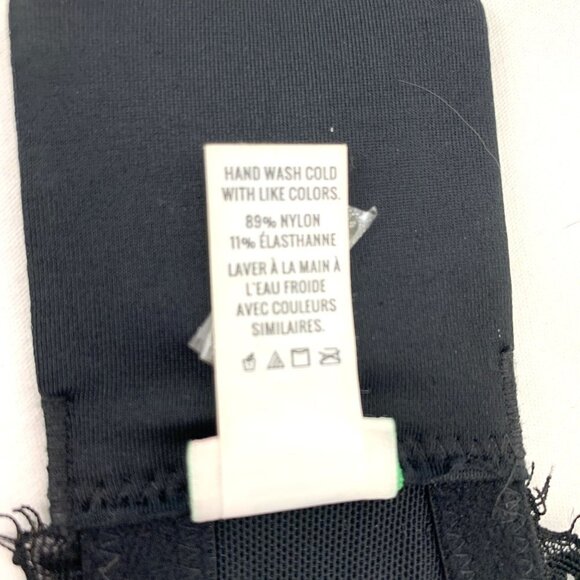 HAND WASH COLD
WITH LIKE COLORS.
89% NYLON
11% ÉLASTHANNE
LAVER À LA MAIN À
L'EAU FROIDE
AVEC COULEURS
SIMILAIRES.